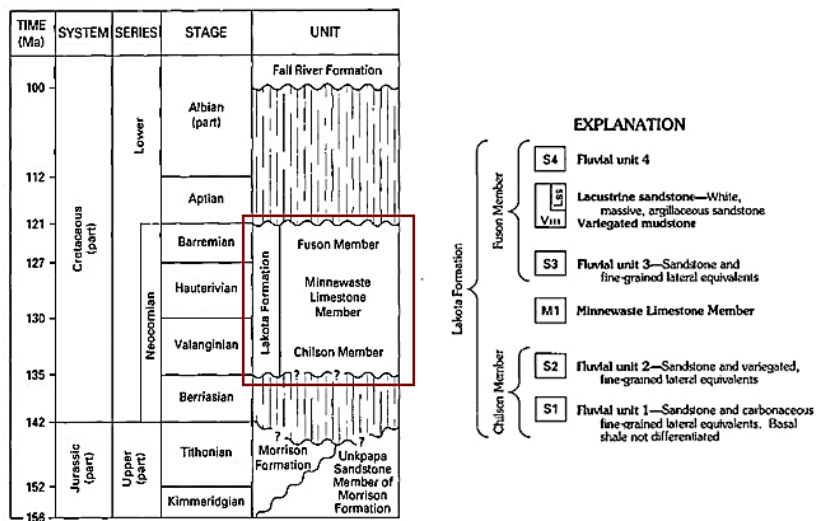 TIME
(Ma)
SYSTEM
SERIES
STAGE
UNIT
100
112
121
127
130
135
142
152
156
Cretaceous
(part)
Jurassic
(part)
Lower
Neocomian
Upper
(part)
Albian
(part)
Aptian
Barremian
Hauterivian
Valanginian
Berriasian
Tithonian
Kimmeridgian
Fall River Formation
Lakota Formation
Fuson Member
Minnewaste
Limestone
Member
Chilson Member
? ?
? ?
Morrison
Formation
Unkpapa
Sandstone
Member of
Morrison
Formation
EXPLANATION
Lakota Formation
Fuson Member
S4 Fluvial unit 4
Lss Lacustrine sandstone—White,
massive, argillaceous sandstone
Vm Variegated mudstone
S3 Fluvial unit 3—Sandstone and
fine-grained lateral equivalents
M1 Minnewaste Limestone Member
Chilson Member
S2 Fluvial unit 2—Sandstone and variegated,
fine-grained lateral equivalents
S1 Fluvial unit 1—Sandstone and carbonaceous
fine-grained lateral equivalents. Basal
shale not differentiated